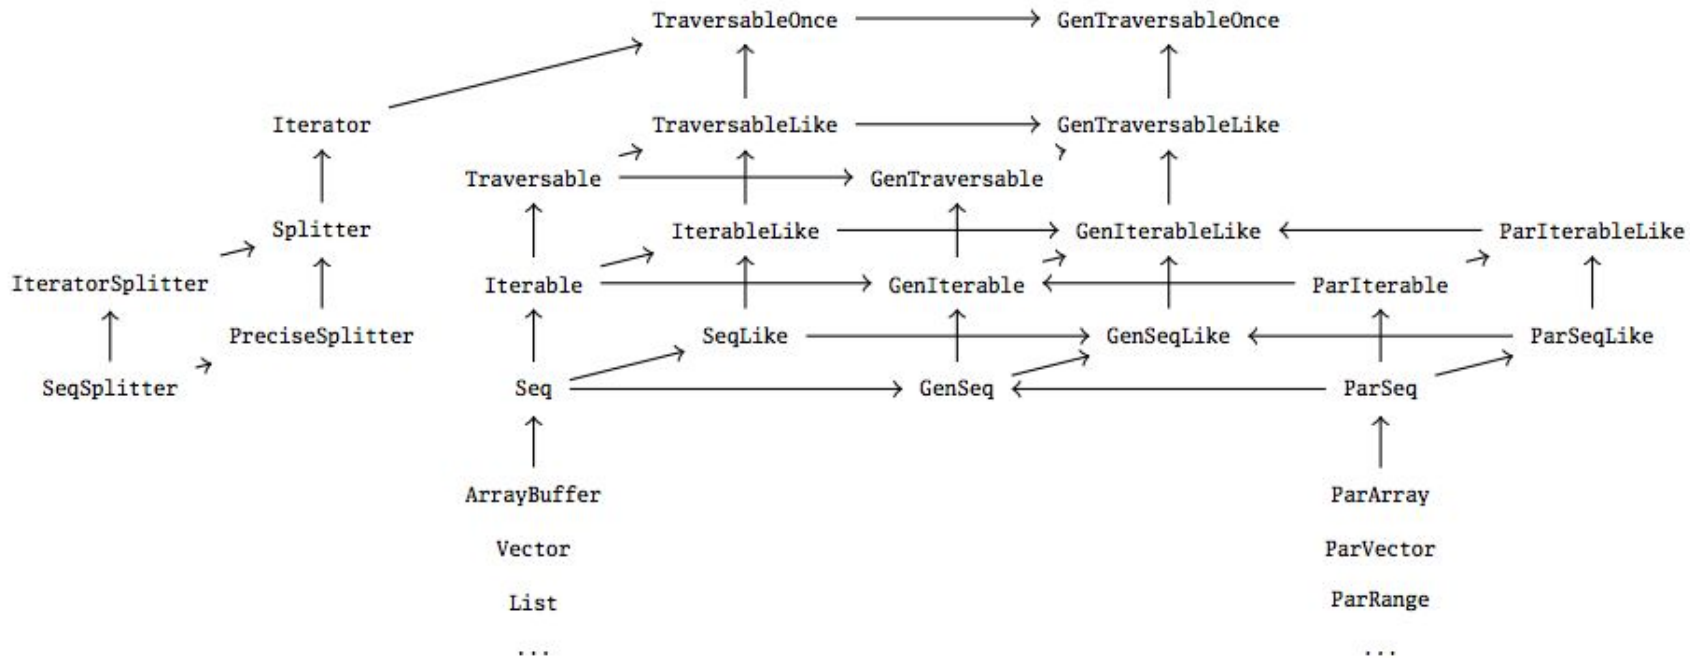 TraversableOnce GenTraversableOnce
Iterator TraversableLike GenTraversableLike
Traversable GenTraversable
Splitter IterableLike GenIterableLike ParIterableLike
IteratorSplitter Iterable GenIterable ParIterable
PreciseSplitter SeqLike GenSeqLike ParSeqLike
SeqSplitter Seq GenSeq ParSeq
ArrayBuffer ParArray
Vector ParVector
List ParRange
... ...